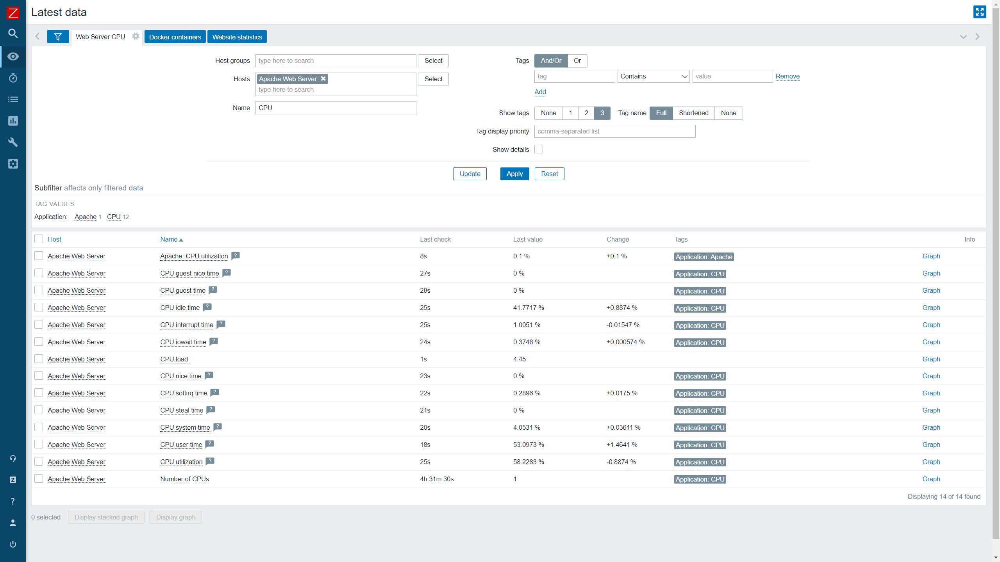 Z
Latest data
Web Server CPU Docker containers Website statistics
Host groups type here to search Select Tags And/Or Or
Hosts Apache Web Server Select tag Contains value Remove
type here to search
Add
Name CPU
Show tags None 1 2 3 Tag name Full Shortened None
Tag display priority comma-separated list
Show details
Update Apply Reset
Subfilter affects only filtered data
TAG VALUES
Application: Apache 1 CPU 12
Host Name Last check Last value Change Tags Info
Apache Web Server Apache: CPU utilization ? 8s 0.1 % +0.1 % Application: Apache Graph
Apache Web Server CPU guest nice time ? 27s 0 % Application: CPU Graph
Apache Web Server CPU guest time ? 28s 0 % Application: CPU Graph
Apache Web Server CPU idle time ? 25s 41.7717 % +0.8874 % Application: CPU Graph
Apache Web Server CPU interrupt time ? 25s 1.0051 % -0.01547 % Application: CPU Graph
Apache Web Server CPU iowait time ? 24s 0.3748 % +0.000574 % Application: CPU Graph
Apache Web Server CPU load 1s 4.45 Graph
Apache Web Server CPU nice time ? 23s 0 % Application: CPU Graph
Apache Web Server CPU softirq time ? 22s 0.2896 % +0.0175 % Application: CPU Graph
Apache Web Server CPU steal time ? 21s 0 % Application: CPU Graph
Apache Web Server CPU system time ? 20s 4.0531 % +0.03611 % Application: CPU Graph
Apache Web Server CPU user time ? 18s 53.0973 % +1.4641 % Application: CPU Graph
Apache Web Server CPU utilization ? 25s 58.2283 % -0.8874 % Application: CPU Graph
Apache Web Server Number of CPUs 4h 31m 30s 1 Application: CPU Graph
Z
?
Displaying 14 of 14 found
0 selected Display stacked graph Display graph